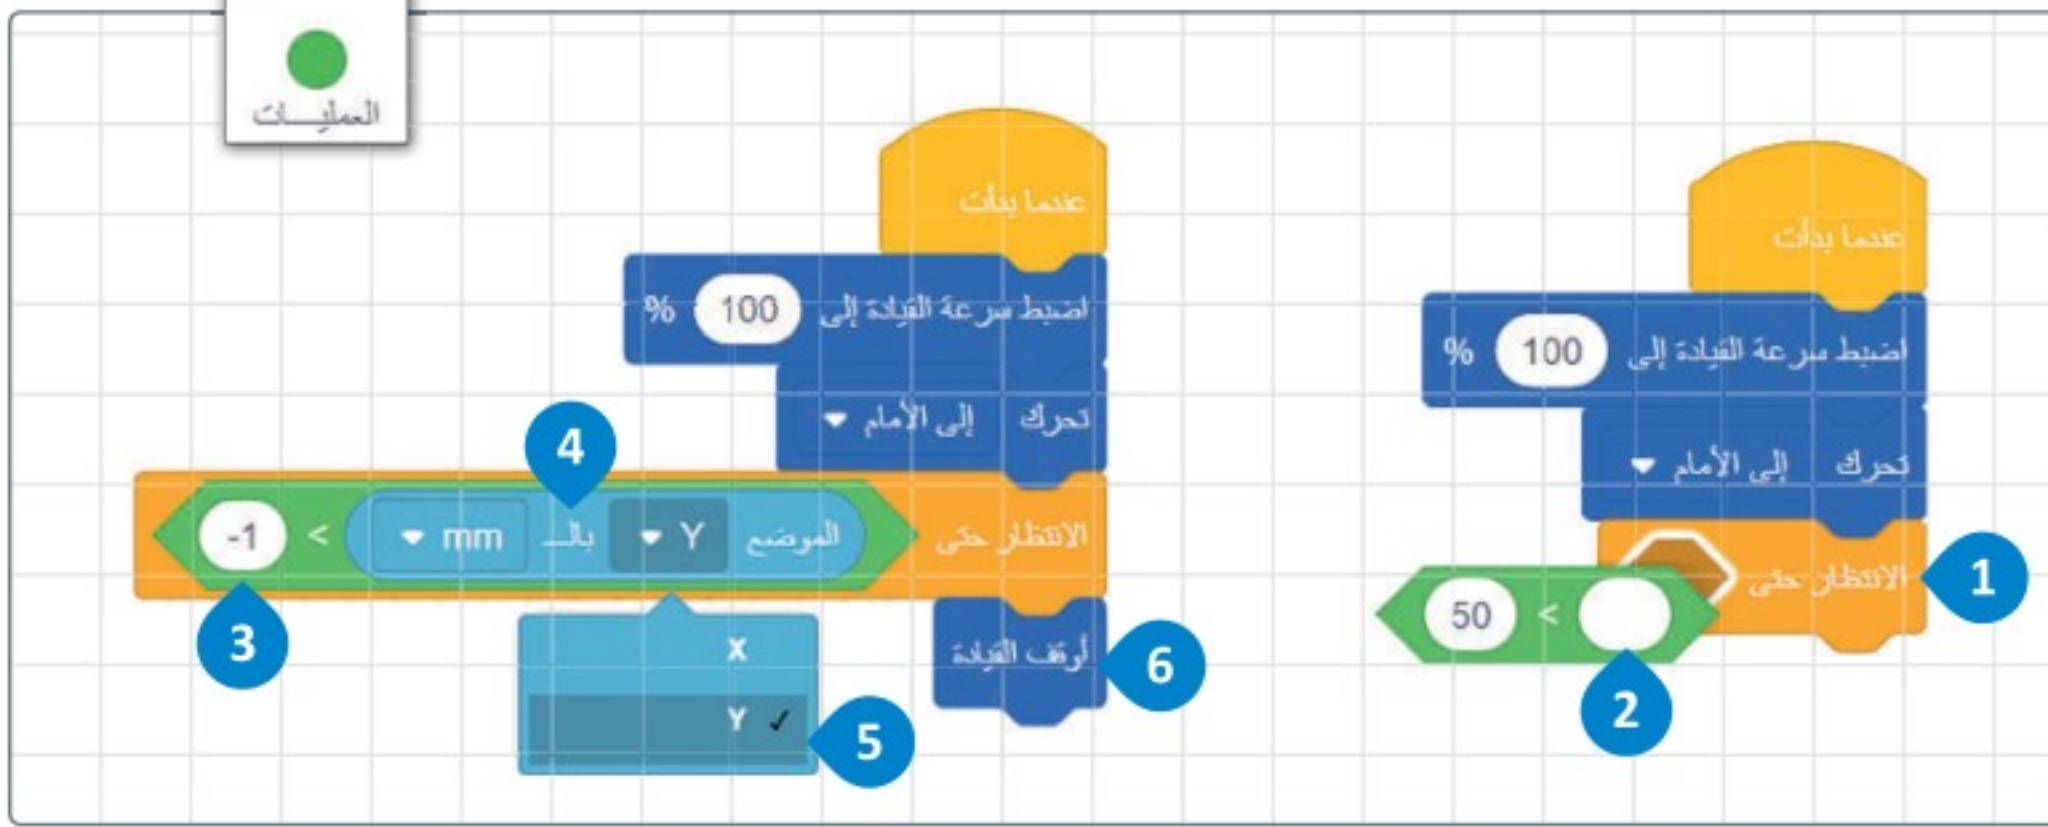 العمليات
عندما بدأت
اضبط سرعة القيادة إلى 100 %
تحرك إلى الأمام
الانتظار حتى
50 < 
1
2
عندما بدأت
اضبط سرعة القيادة إلى 100 %
تحرك إلى الأمام
4
الانتظار حتى الموضع Y بالـ mm < -1
3
X
Y ✓
5
أوقف القيادة
6